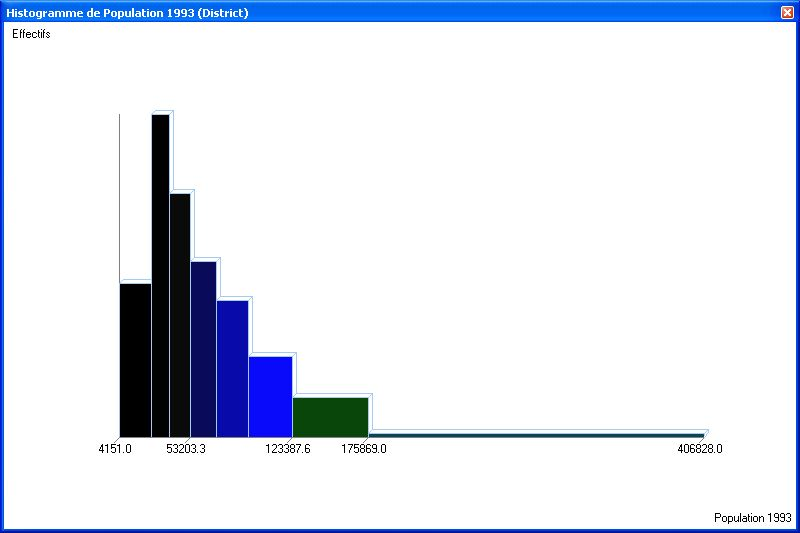 Histogramme de Population 1993 (District)
Effectifs
4151.0 53203.3 123387.6 175869.0 406828.0
Population 1993